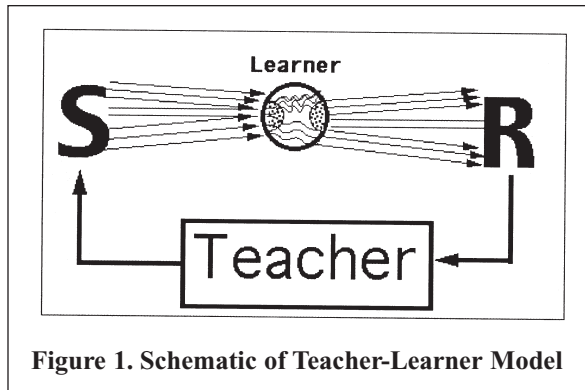 Learner
S
R
Teacher
Figure 1. Schematic of Teacher-Learner Model